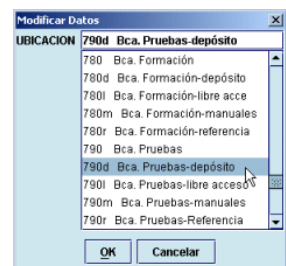 Modificar Datos
UBICACION 790d Bca. Pruebas-depósito
780 Bca. Formación
780d Bca. Formación-depósito
780l Bca. Formación-libre acce
780m Bca. Formación-manuales
780r Bca. Formación-referencia
790 Bca. Pruebas
790d Bca. Pruebas-depósito
790l Bca. Pruebas-libre acceso
790m Bca. Pruebas-manuales
790r Bca. Pruebas-Referencia
OK Cancelar